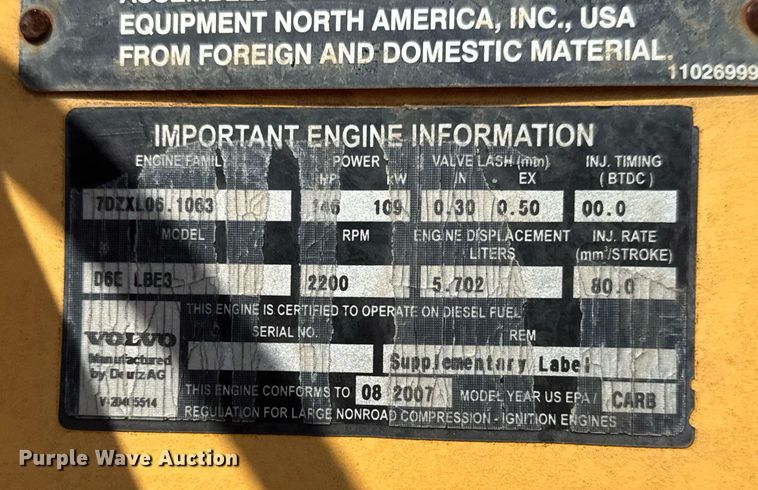 EQUIPMENT NORTH AMERICA, INC., USA
FROM FOREIGN AND DOMESTIC MATERIAL.
11026999
IMPORTANT ENGINE INFORMATION
ENGINE FAMILY POWER VALVE LASH (mm) INJ. TIMING
HP kW IN EX (BTDC)
7DZXL06.1063 146 109 0.30 0.50 00.0
MODEL RPM ENGINE DISPLACEMENT INJ. RATE
LITERS (mm³/STROKE)
D6E LBE3 2200 5.702 80.0
THIS ENGINE IS CERTIFIED TO OPERATE ON DIESEL FUEL
VOLVO SERIAL NO. REM
Manufactured Supplementary Label
by Deutz AG
THIS ENGINE CONFORMS TO 08 2007 MODEL YEAR US EPA / CARB
REGULATION FOR LARGE NONROAD COMPRESSION - IGNITION ENGINES
Purple Wave Auction